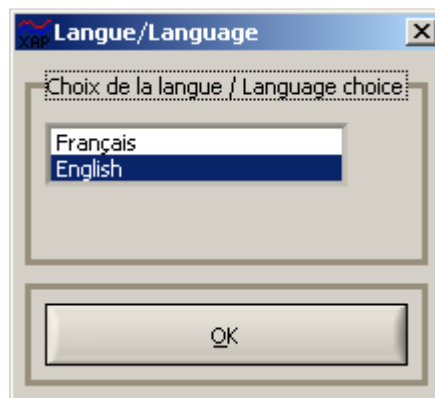 XAP Langue/Language
Choix de la langue / Language choice
Français
English
OK